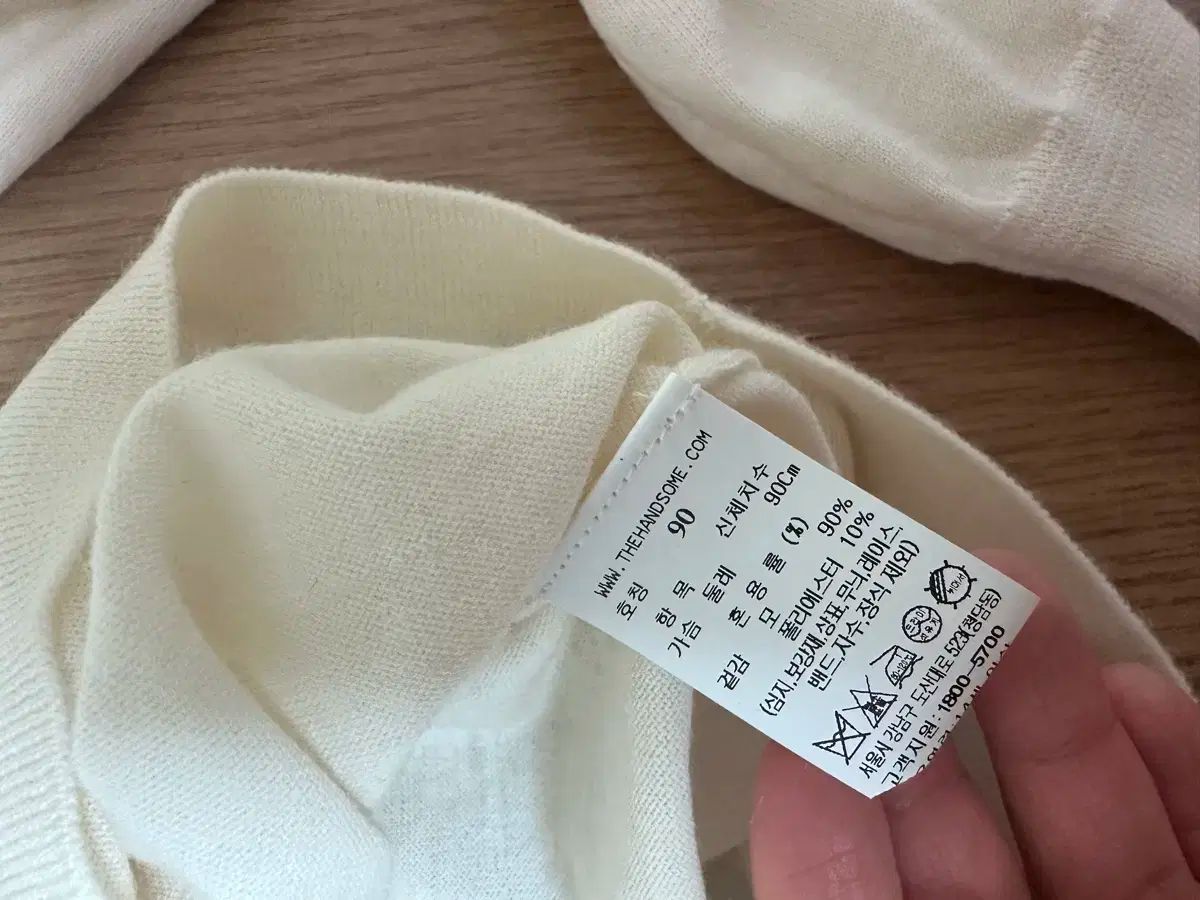 WWW.THEHANDSOME.COM
호칭 90
항목 신체치수
가슴둘레 90Cm
혼용률 (%)
겉감 모 90%
폴리에스터 10%
(심지,보강재,상표,무늬레이스,
밴드,자수,장식 제외)
서울시 강남구 도산대로 523(청담동)
고객지원 : 1800-5700